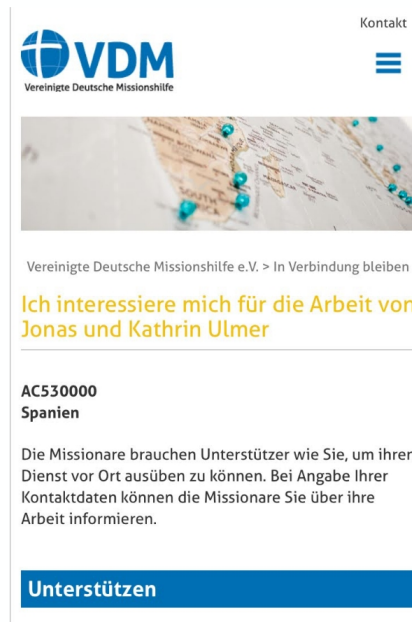 Kontakt
VDM
Vereinigte Deutsche Missionshilfe
SOUTH
Vereinigte Deutsche Missionshilfe e.V. > In Verbindung bleiben
Ich interessiere mich für die Arbeit von
Jonas und Kathrin Ulmer
AC530000
Spanien
Die Missionare brauchen Unterstützer wie Sie, um ihren
Dienst vor Ort ausüben zu können. Bei Angabe Ihrer
Kontaktdaten können die Missionare Sie über ihre
Arbeit informieren.
Unterstützen